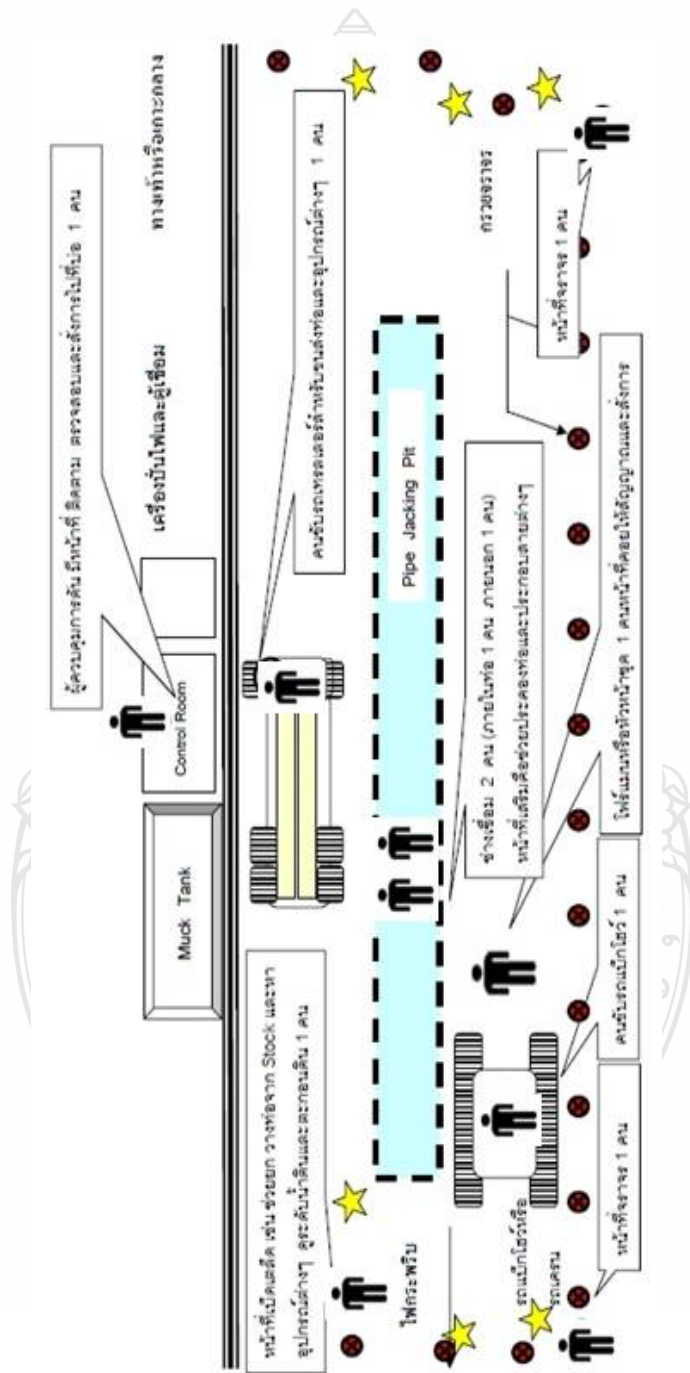 ผู้ควบคุมการดัน มีหน้าที่ ติดตาม ตรวจสอบและสั่งการไปที่บ่อ 1 คน
ทางเท้าหรือเกาะกลาง
เครื่องปั่นไฟและตู้เชื่อม
Control Room
Muck Tank
คนขับรถเทรลเลอร์สำหรับขนส่งท่อและอุปกรณ์ต่างๆ 1 คน
หน้าที่เบ็ดเตล็ด เช่น ช่วยยก วางท่อจาก Stock และหา
อุปกรณ์ต่างๆ ดูระดับน้ำดินและตะกอนดิน 1 คน
Pipe Jacking Pit
ไฟกระพริบ
กรวยจราจร
ช่างเชื่อม 2 คน (ภายในท่อ 1 คน ภายนอก 1 คน)
หน้าที่เสริมคือช่วยประคองท่อและประกอบสายต่างๆ
รถแบ็กโฮว์หรือ
รถเครน
หน้าที่จราจร 1 คน
โฟร์แมนหรือหัวหน้าชุด 1 คนหน้าที่คอยให้สัญญาณและสั่งการ
คนขับรถแบ็กโฮว์ 1 คน
หน้าที่จราจร 1 คน